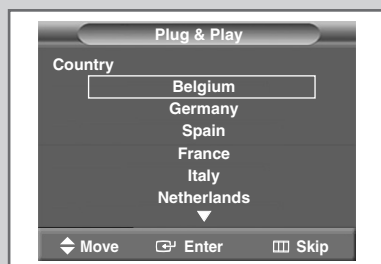 Plug & Play
Country
Belgium
Germany
Spain
France
Italy
Netherlands
Move Enter Skip